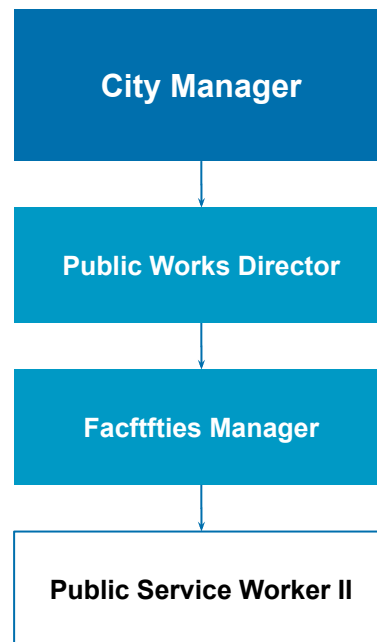 City Manager
Public Works Director
Facftfties Manager
Public Service Worker II